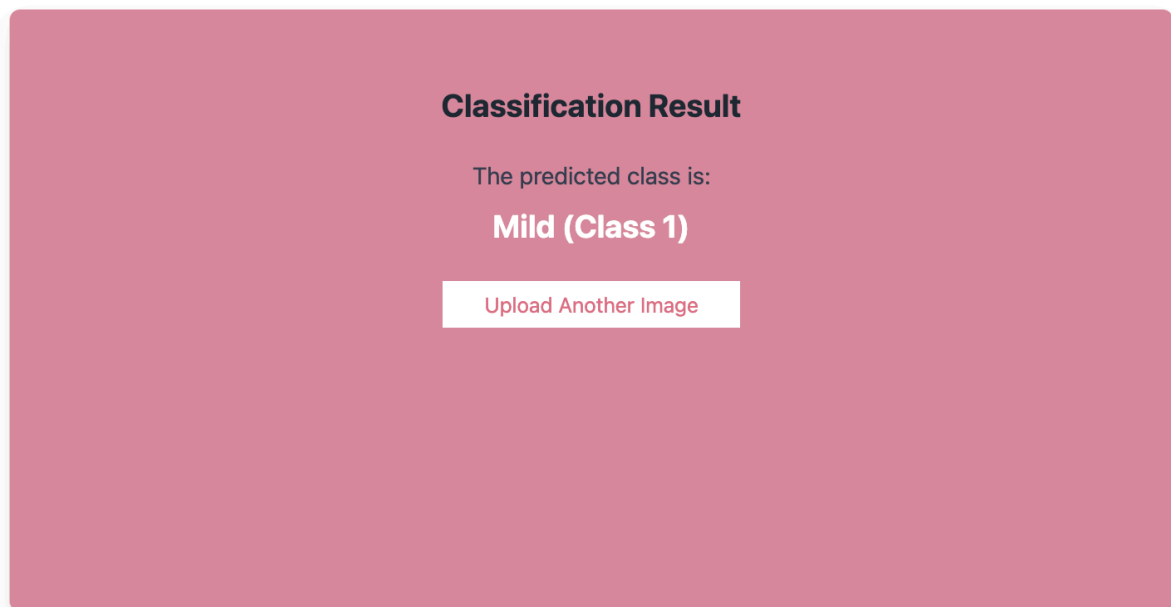 Classification Result
The predicted class is:
Mild (Class 1)
Upload Another Image